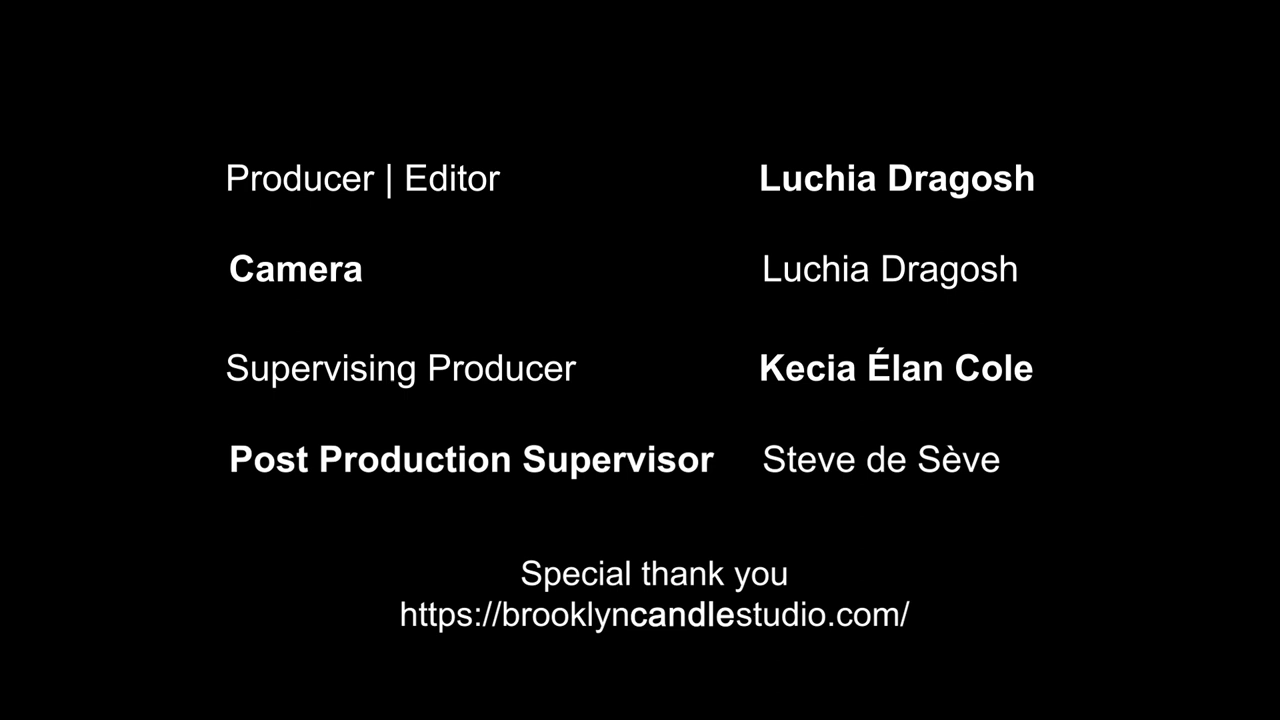 Producer | Editor Luchia Dragosh
Camera Luchia Dragosh
Supervising Producer Kecia Élan Cole
Post Production Supervisor Steve de Sève
Special thank you
https://brooklyncandlestudio.com/